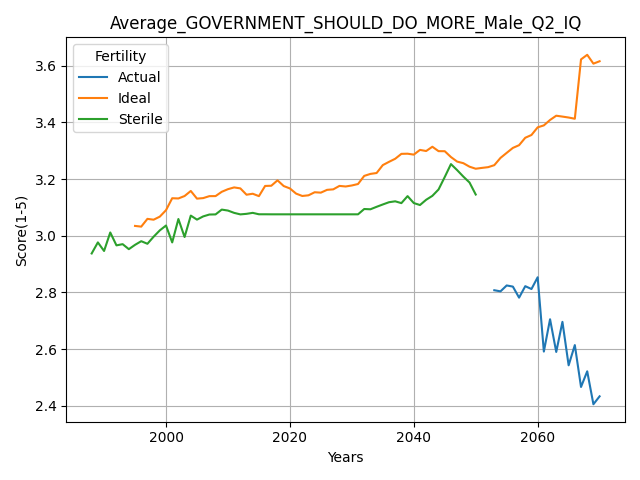 Average_GOVERNMENT_SHOULD_DO_MORE_Male_Q2_IQ
Fertility
Actual
Ideal
Sterile
Score(1-5)
3.6
3.4
3.2
3.0
2.8
2.6
2.4
2000
2020
2040
2060
Years